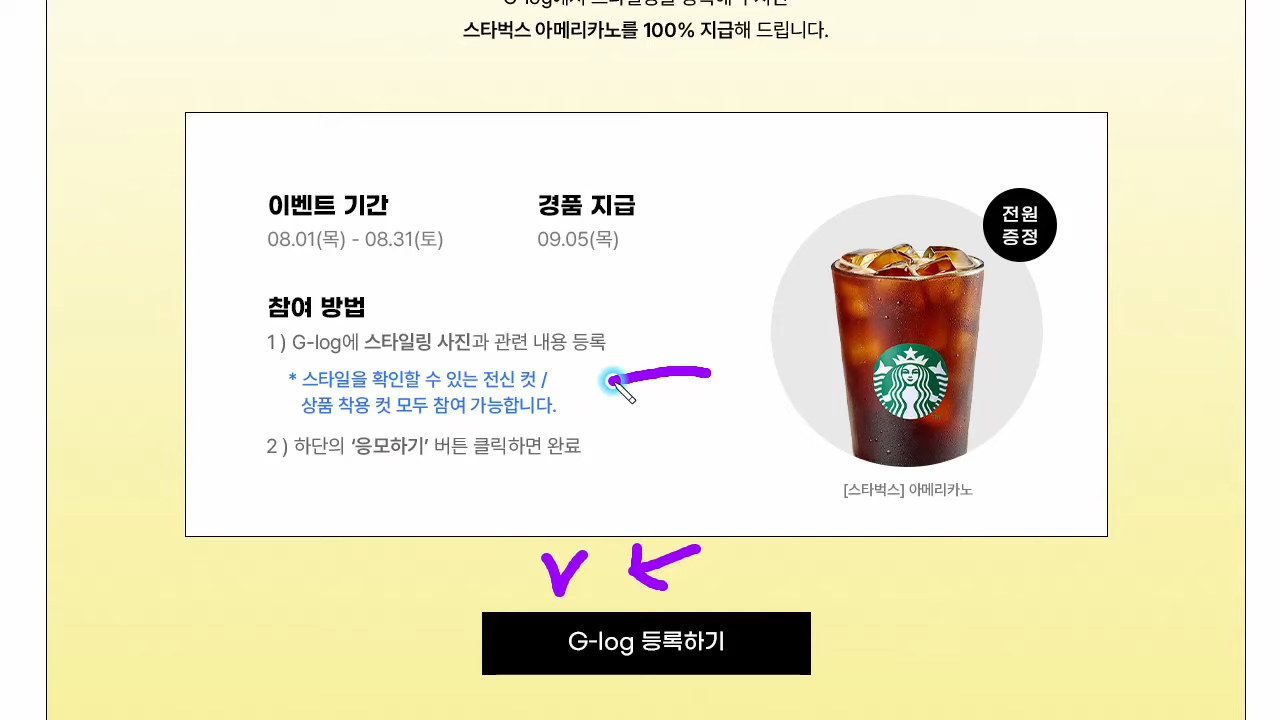 스타벅스 아메리카노를 100% 지급해 드립니다.
이벤트 기간
08.01(목) - 08.31(토)
경품 지급
09.05(목)
전원
증정
참여 방법
1 ) G-log에 스타일링 사진과 관련 내용 등록
* 스타일을 확인할 수 있는 전신 컷 /
상품 착용 컷 모두 참여 가능합니다.
2 ) 하단의 ‘응모하기’ 버튼 클릭하면 완료
[스타벅스] 아메리카노
G-log 등록하기